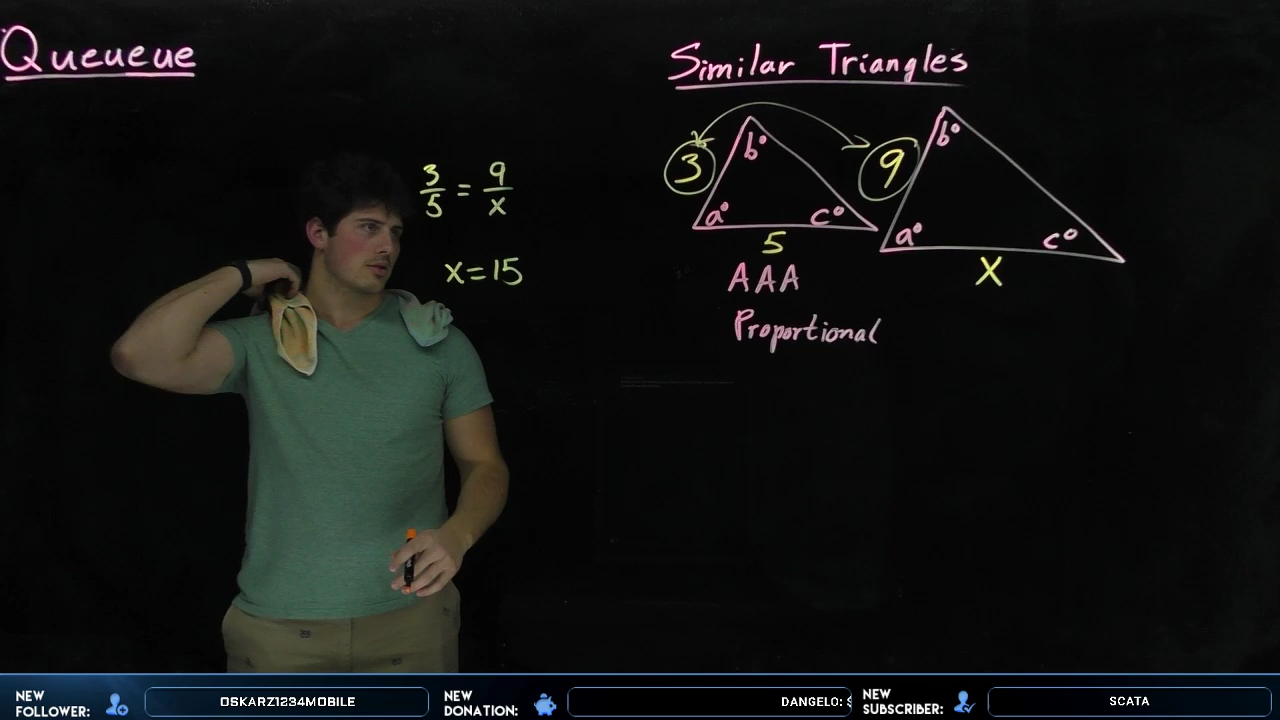 Queueue
Similar Triangles
3/5 = 9/x
x=15
3
b°
a°
c°
5
9
b°
a°
c°
X
AAA
Proportional
NEW FOLLOWER:
OSKARZ1234MOBILE
NEW DONATION:
DANGELO:
NEW SUBSCRIBER:
SCATA